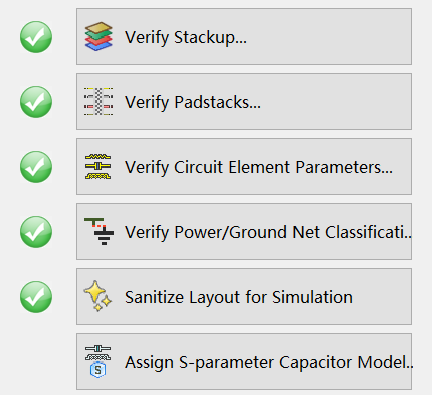 Verify Stackup...
Verify Padstacks...
Verify Circuit Element Parameters...
Verify Power/Ground Net Classificati..
Sanitize Layout for Simulation
Assign S-parameter Capacitor Model..
S